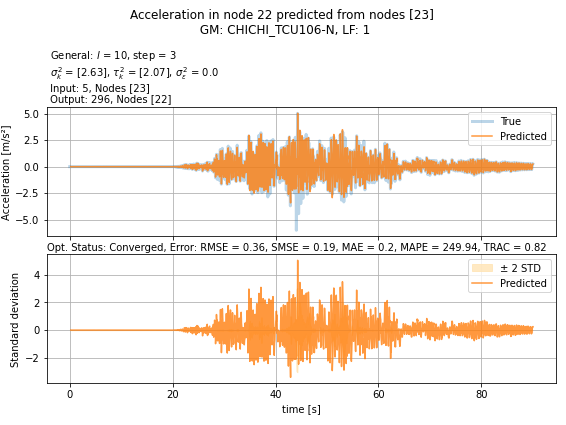 Acceleration in node 22 predicted from nodes [23]
GM: CHICHI_TCU106-N, LF: 1
General: l = 10, step = 3
σ²ₖ = [2.63], τ²ₖ = [2.07], σ²ε = 0.0
Input: 5, Nodes [23]
Output: 296, Nodes [22]
Acceleration [m/s²]
5.0
2.5
0.0
−2.5
−5.0
True
Predicted
Opt. Status: Converged, Error: RMSE = 0.36, SMSE = 0.19, MAE = 0.2, MAPE = 249.94, TRAC = 0.82
Standard deviation
4
2
0
−2
± 2 STD
Predicted
0 20 40 60 80
time [s]